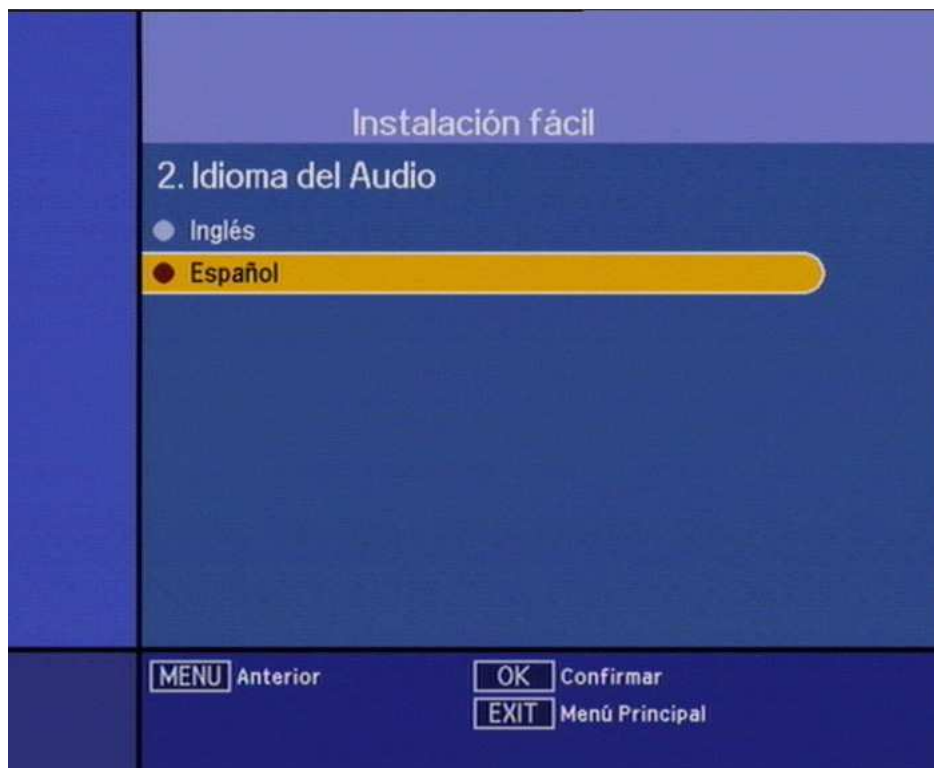 Instalación fácil
2. Idioma del Audio
Inglés
Español
MENU Anterior
OK Confirmar
EXIT Menú Principal